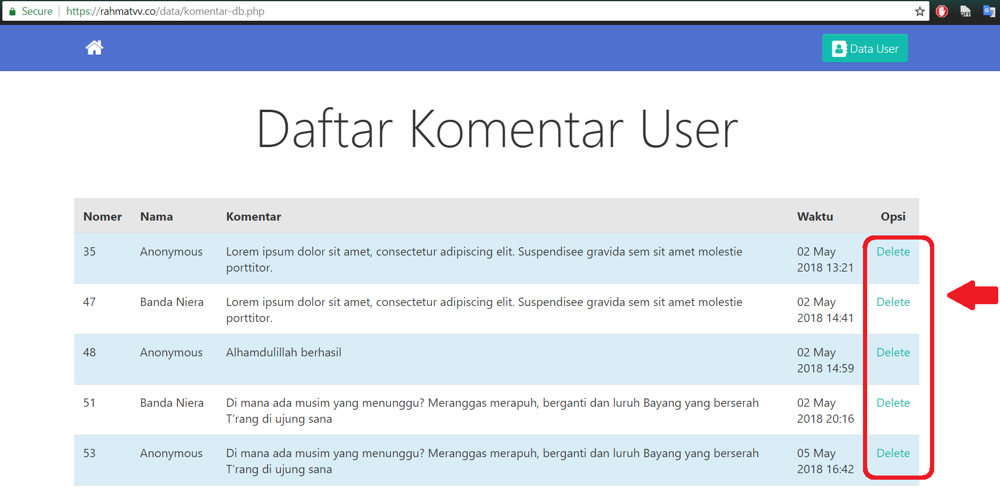 Secure https://rahmatvv.co/data/komentar-db.php
OFF
Data User
Daftar Komentar User
Nomer Nama Komentar Waktu Opsi
35 Anonymous Lorem ipsum dolor sit amet, consectetur adipiscing elit. Suspendisee gravida sem sit amet molestie 02 May Delete
porttitor. 2018 13:21
47 Banda Niera Lorem ipsum dolor sit amet, consectetur adipiscing elit. Suspendisee gravida sem sit amet molestie 02 May Delete
porttitor. 2018 14:41
48 Anonymous Alhamdulillah berhasil 02 May Delete
2018 14:59
51 Banda Niera Di mana ada musim yang menunggu? Meranggas merapuh, berganti dan luruh Bayang yang berserah 02 May Delete
T’rang di ujung sana 2018 20:16
53 Anonymous Di mana ada musim yang menunggu? Meranggas merapuh, berganti dan luruh Bayang yang berserah 05 May Delete
T’rang di ujung sana 2018 16:42